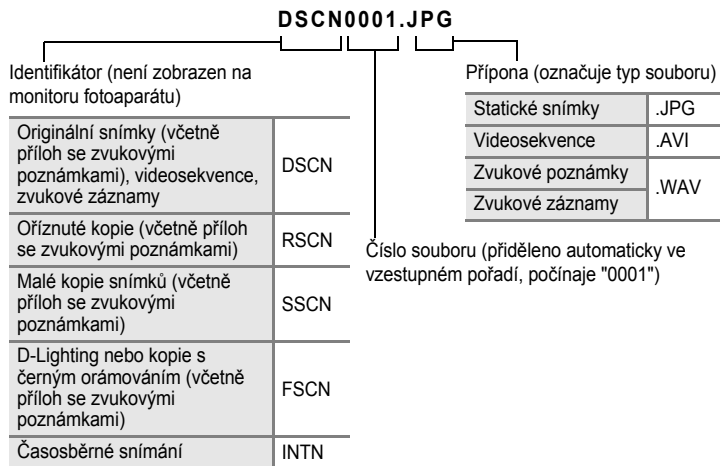 DSCN0001.JPG
Identifikátor (není zobrazen na
monitoru fotoaparátu)
Originální snímky (včetně
příloh se zvukovými
poznámkami), videosekvence,
zvukové záznamy
DSCN
Oříznuté kopie (včetně příloh
se zvukovými poznámkami)
RSCN
Malé kopie snímků (včetně
příloh se zvukovými
poznámkami)
SSCN
D-Lighting nebo kopie s
černým orámováním (včetně
příloh se zvukovými
poznámkami)
FSCN
Časosběrné snímání
INTN
Číslo souboru (přiděleno automaticky ve
vzestupném pořadí, počínaje "0001")
Přípona (označuje typ souboru)
Statické snímky
.JPG
Videosekvence
.AVI
Zvukové poznámky
Zvukové záznamy
.WAV